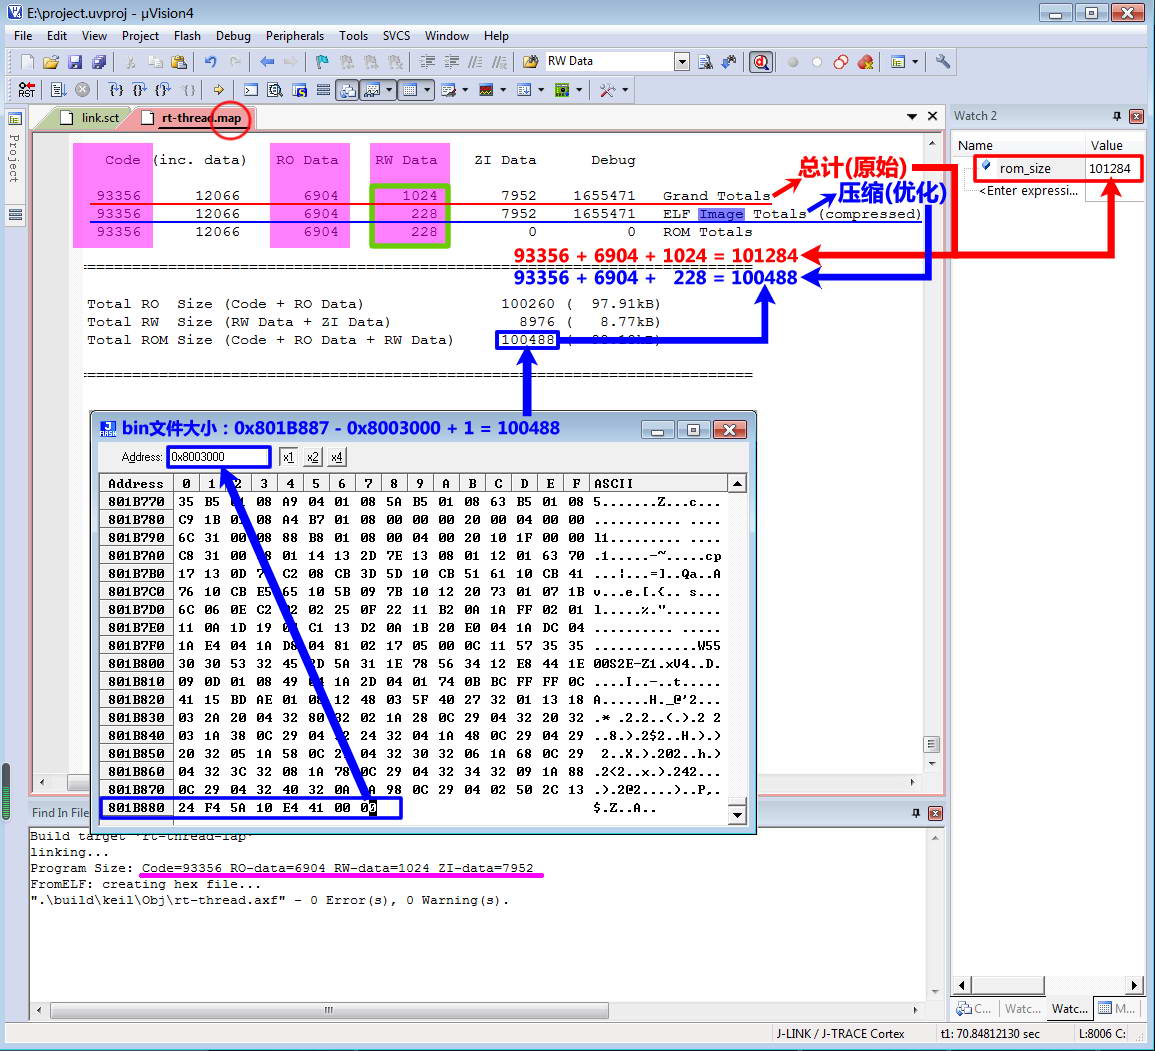 E:\project.uvproj - µVision4
File Edit View Project Flash Debug Peripherals Tools SVCS Window Help
RW Data
RST
link.sct rt-thread.map
Project
Code (inc. data) RO Data RW Data ZI Data Debug
93356 12066 6904 1024 7952 1655471 Grand Totals
93356 12066 6904 228 7952 1655471 ELF Image Totals (compressed)
93356 12066 6904 228 0 0 ROM Totals
总计(原始)
压缩(优化)
93356 + 6904 + 1024 = 101284
93356 + 6904 + 228 = 100488
Total RO Size (Code + RO Data) 100260 ( 97.91kB)
Total RW Size (RW Data + ZI Data) 8976 ( 8.77kB)
Total ROM Size (Code + RO Data + RW Data) 100488 (
Watch 2
Name Value
rom_size 101284
<Enter expressi...
bin文件大小：0x801B887 - 0x8003000 + 1 = 100488
Address: 0x8003000 x1 x2 x4
Address 0 1 2 3 4 5 6 7 8 9 A B C D E F ASCII
801B770 35 B5 01 08 A9 04 01 08 5A B5 01 08 63 B5 01 08 5.......Z...c...
801B780 C9 1B 01 08 A4 B7 01 08 00 00 00 20 00 04 00 00 ........... ....
801B790 6C 31 00 08 88 B8 01 08 00 04 00 20 10 1F 00 00 l1......... ....
801B7A0 C8 31 00 08 01 14 13 2D 7E 13 08 01 12 01 63 70 .1.....-~.....cp
801B7B0 17 13 0D C2 08 CB 3D 5D 10 CB 51 61 10 CB 41 ...¦...=]..Qa..A
801B7C0 76 10 CB E5 65 10 5B 09 7B 10 12 20 73 01 07 1B v...e.[.{.. s...
801B7D0 6C 06 0E C2 02 02 25 0F 22 11 B2 0A 1A FF 02 01 l.....%.".......
801B7E0 11 0A 1D 19 C1 13 D2 0A 1B 20 E0 04 1A DC 04 .......... .....
801B7F0 1A E4 04 1A D8 04 81 02 17 05 00 0C 11 57 35 35 .............W55
801B800 30 30 53 32 45 2D 5A 31 1E 78 56 34 12 E8 44 1E 00S2E-Z1.xV4..D.
801B810 09 0D 01 08 49 04 1A 2D 04 01 74 0B BC FF FF 0C ....I..-..t.....
801B820 41 15 BD AE 01 08 12 48 03 5F 40 27 32 01 13 18 A......H._@'2...
801B830 03 2A 20 04 32 80 32 02 1A 28 0C 29 04 32 20 32 .* .2.2..(.).2 2
801B840 03 1A 38 0C 29 04 32 24 32 04 1A 48 0C 29 04 29 ..8.).2$2..H.).)
801B850 20 32 05 1A 58 0C 29 04 32 30 32 06 1A 68 0C 29 2..X.).202..h.)
801B860 04 32 3C 32 08 1A 78 0C 29 04 32 34 32 09 1A 88 .2<2..x.).242...
801B870 0C 29 04 32 40 32 0A 1A 98 0C 29 04 02 50 2C 13 .).2@2....)..P,.
801B880 24 F4 5A 10 E4 41 00 00 $.Z..A..
Find In File
Build target 'rt-thread-iap'
linking...
Program Size: Code=93356 RO-data=6904 RW-data=1024 ZI-data=7952
FromELF: creating hex file...
".\build\keil\Obj\rt-thread.axf" - 0 Error(s), 0 Warning(s).
C... Watc... Watc... M...
J-LINK / J-TRACE Cortex t1: 70.84812130 sec L:8006 C: